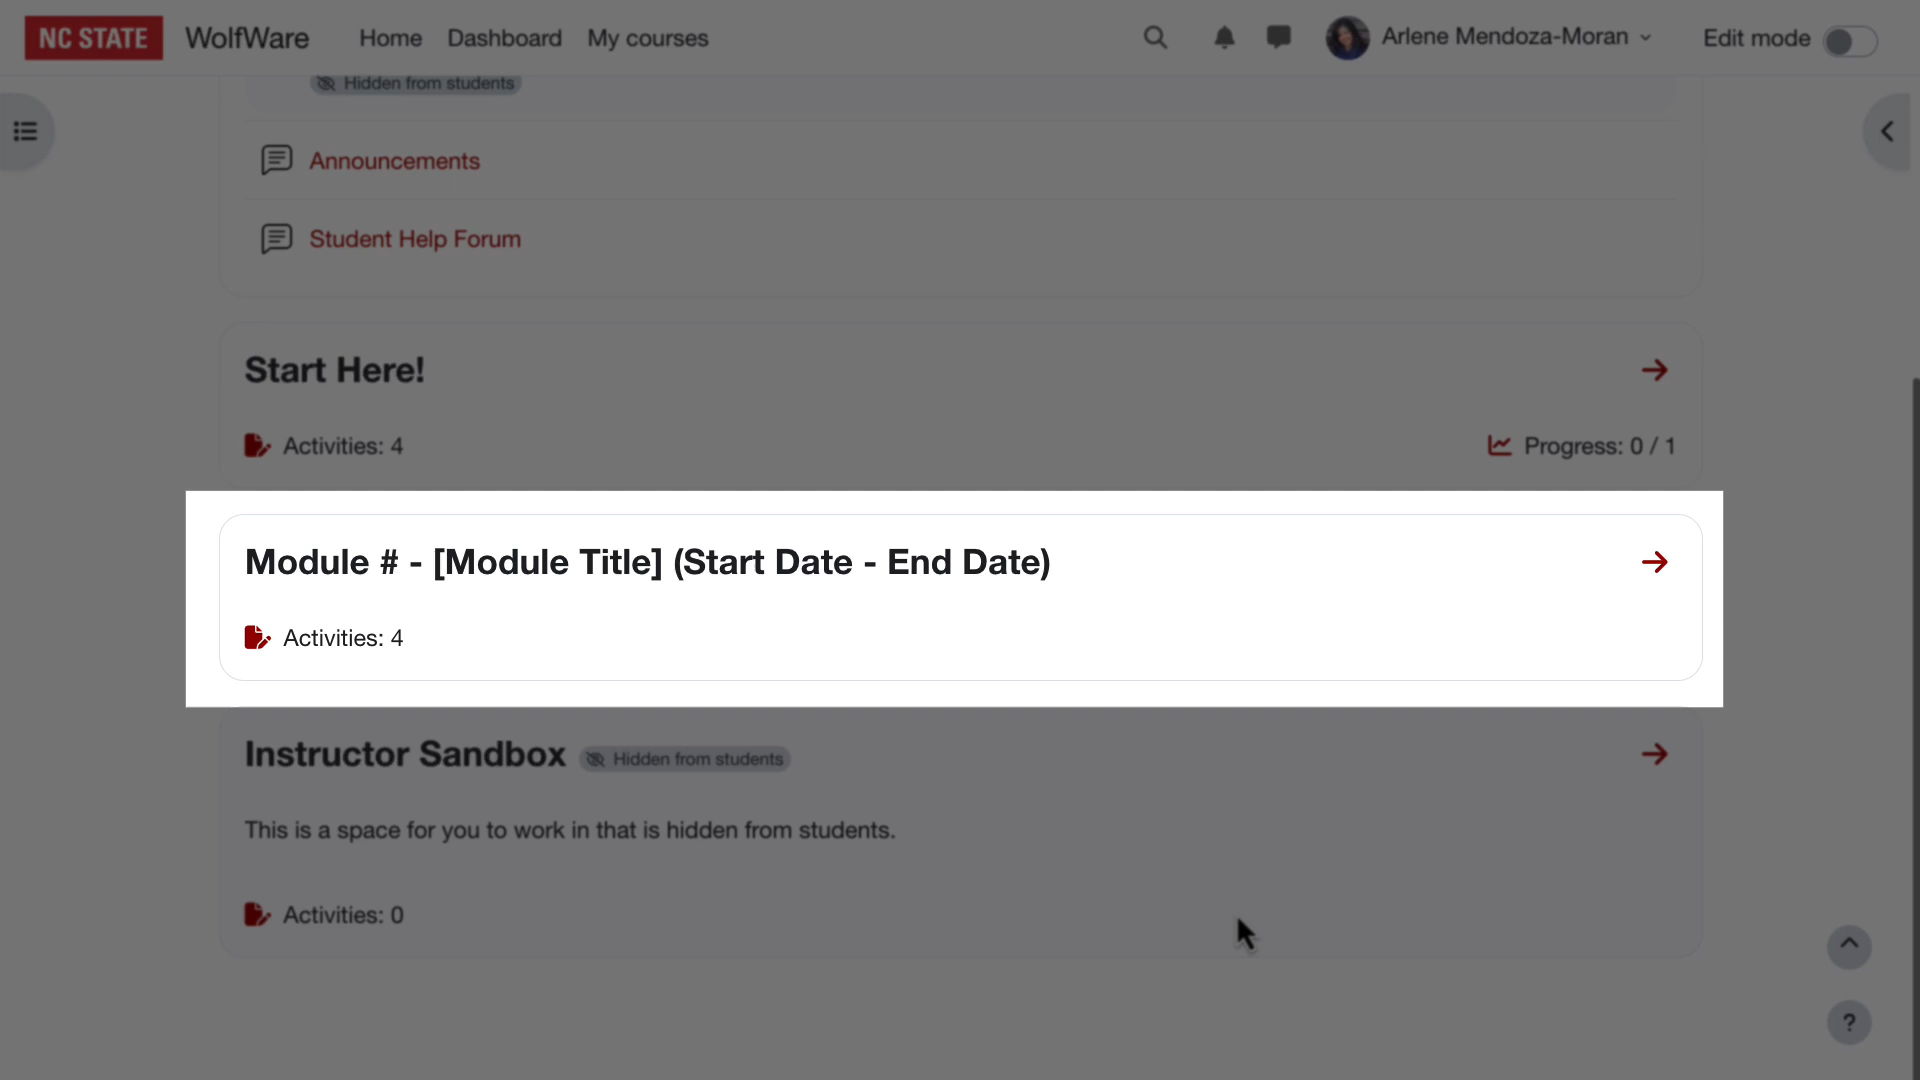 NC STATE WolfWare Home Dashboard My courses Arlene Mendoza-Moran Edit mode
Hidden from students
Announcements
Student Help Forum
Start Here!
Activities: 4 Progress: 0 / 1
Module # - [Module Title] (Start Date - End Date)
Activities: 4
Instructor Sandbox Hidden from students
This is a space for you to work in that is hidden from students.
Activities: 0
?